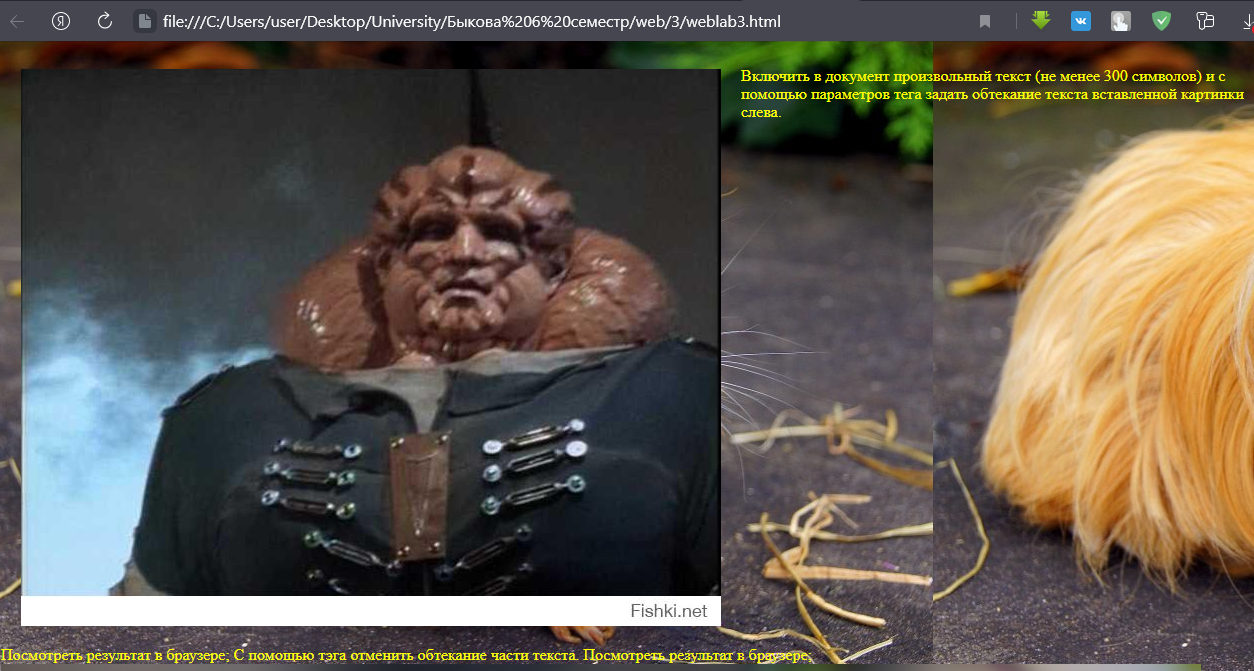 file:///C:/Users/user/Desktop/University/Быкова%206%20семестр/web/3/weblab3.html
Включить в документ произвольный текст (не менее 300 символов) и с
помощью параметров тега задать обтекание текста вставленной картинки
слева.
Fishki.net
Посмотреть результат в браузере; С помощью тэга отменить обтекание части текста. Посмотреть результат в браузере;